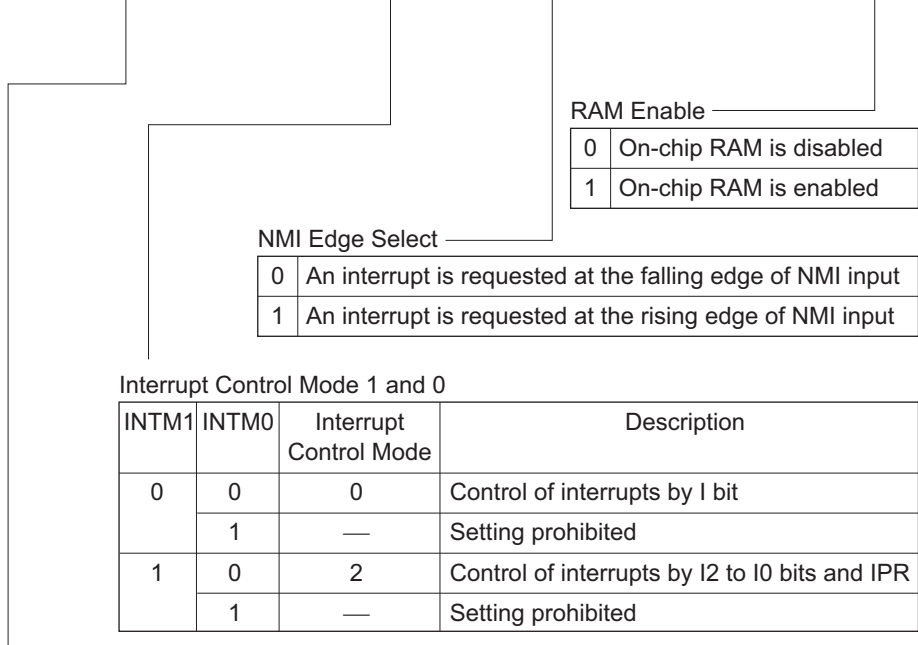 RAM Enable
0 On-chip RAM is disabled
1 On-chip RAM is enabled
NMI Edge Select
0 An interrupt is requested at the falling edge of NMI input
1 An interrupt is requested at the rising edge of NMI input
Interrupt Control Mode 1 and 0
INTM1 INTM0 Interrupt Control Mode Description
0 0 0 Control of interrupts by I bit
1 — Setting prohibited
1 0 2 Control of interrupts by I2 to I0 bits and IPR
1 — Setting prohibited